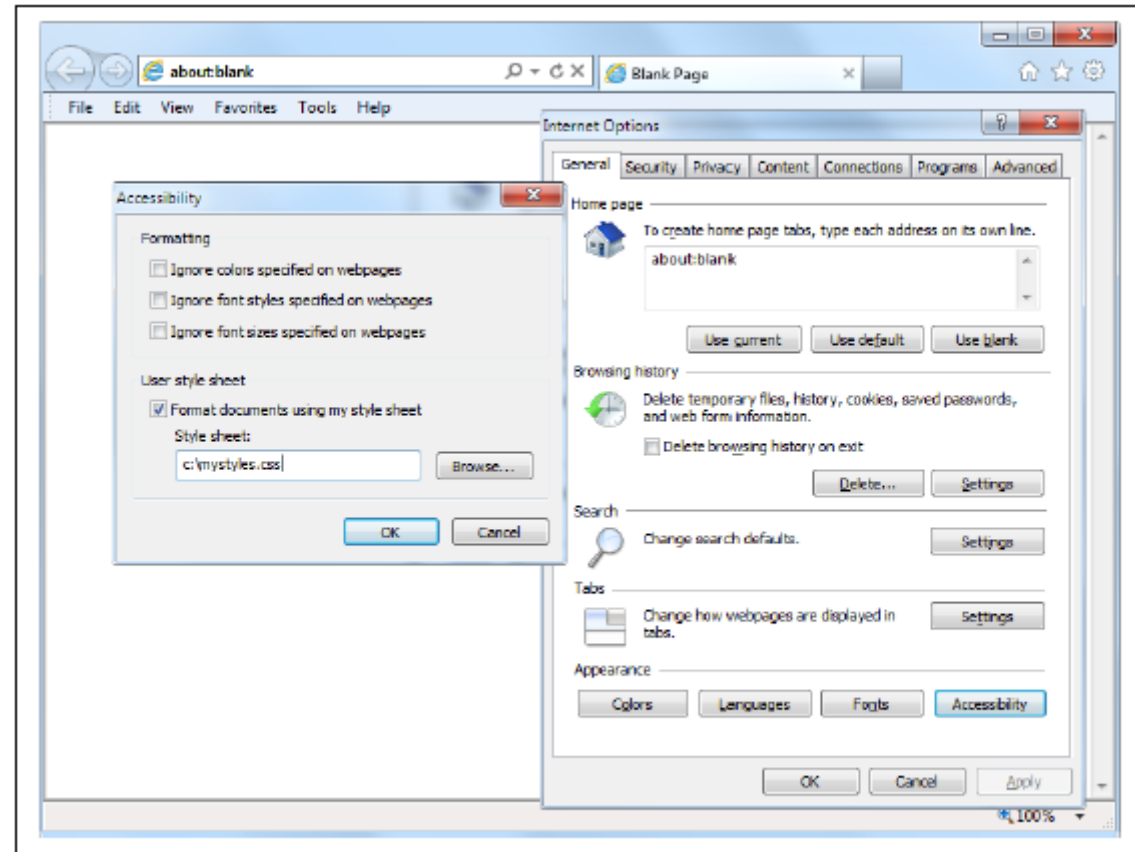 about:blank
Blank Page
File Edit View Favorites Tools Help
Internet Options
General Security Privacy Content Connections Programs Advanced
Home page
To create home page tabs, type each address on its own line.
about:blank
Use current Use default Use blank
Browsing history
Delete temporary files, history, cookies, saved passwords,
and web form information.
Delete browsing history on exit
Delete... Settings
Search
Change search defaults.
Settings
Tabs
Change how webpages are displayed in
tabs.
Settings
Appearance
Colors Languages Fonts Accessibility
OK Cancel Apply
Accessibility
Formatting
Ignore colors specified on webpages
Ignore font styles specified on webpages
Ignore font sizes specified on webpages
User style sheet
Format documents using my style sheet
Style sheet:
c:\mystyles.css
Browse...
OK Cancel
100%